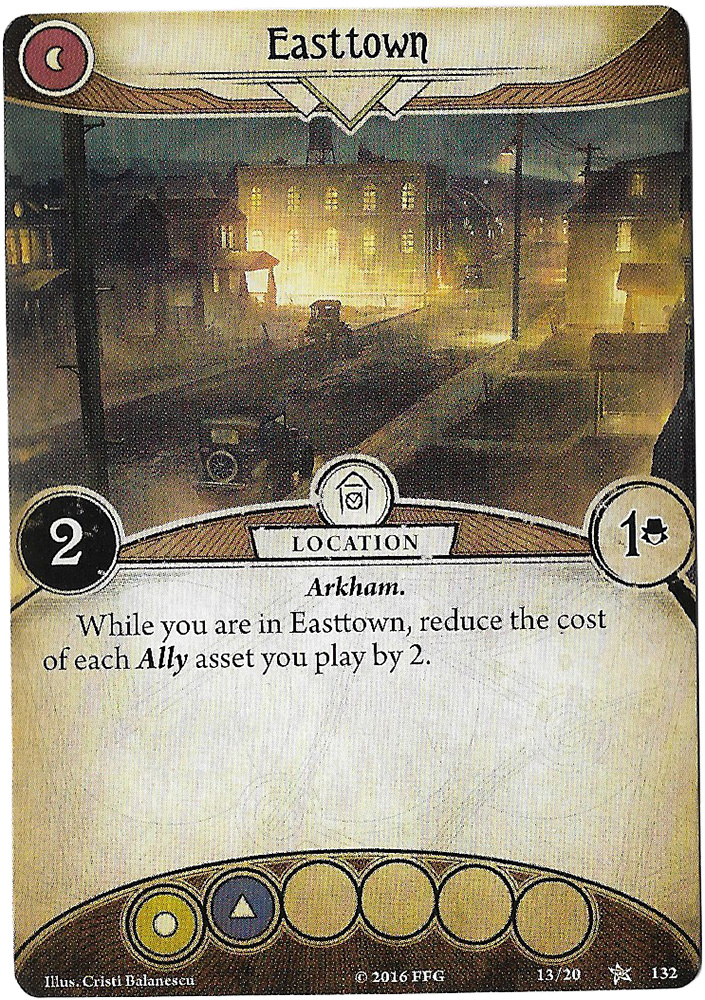 Easttown
2
LOCATION
1
Arkham.
While you are in Easttown, reduce the cost
of each Ally asset you play by 2.
Illus. Cristi Balanescu
© 2016 FFG
13/20
132